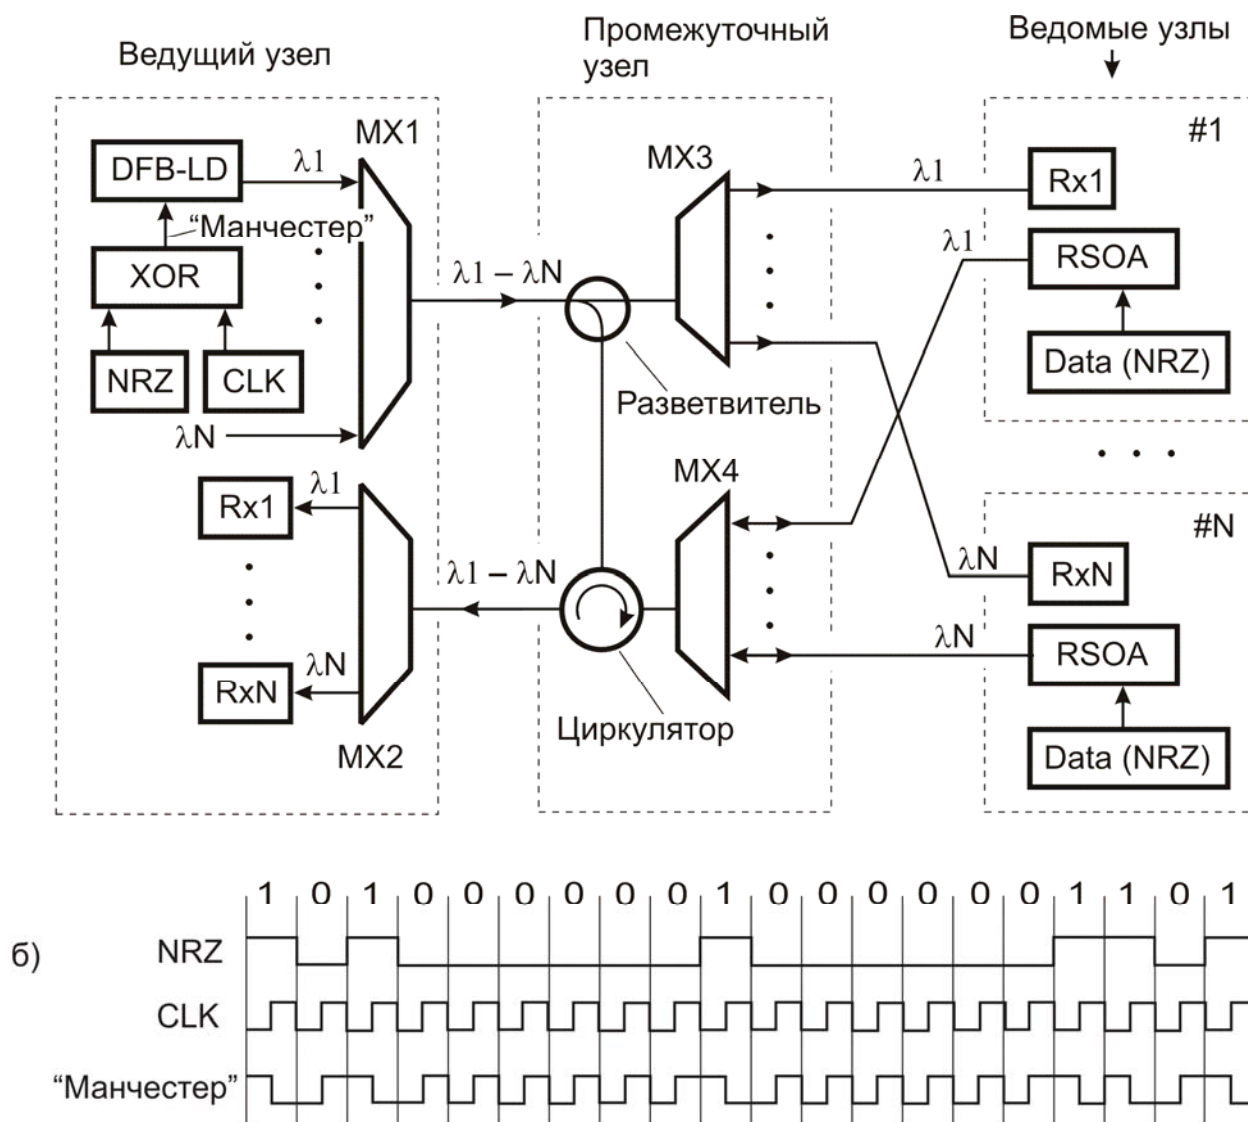 Ведущий узел
Промежуточный
узел
Ведомые узлы
#1
MX1
DFB-LD
λ1
"Манчестер"
XOR
NRZ
CLK
λN
λ1 – λN
MX3
λ1
Rx1
λ1
RSOA
Data (NRZ)
Разветвитель
MX4
Rx1
λ1
λ1 – λN
RxN
λN
MX2
Циркулятор
#N
λN
RxN
λN
RSOA
Data (NRZ)
1 0 1 0 0 0 0 0 0 1 0 0 0 0 0 0 1 1 0 1
б)
NRZ
CLK
"Манчестер"